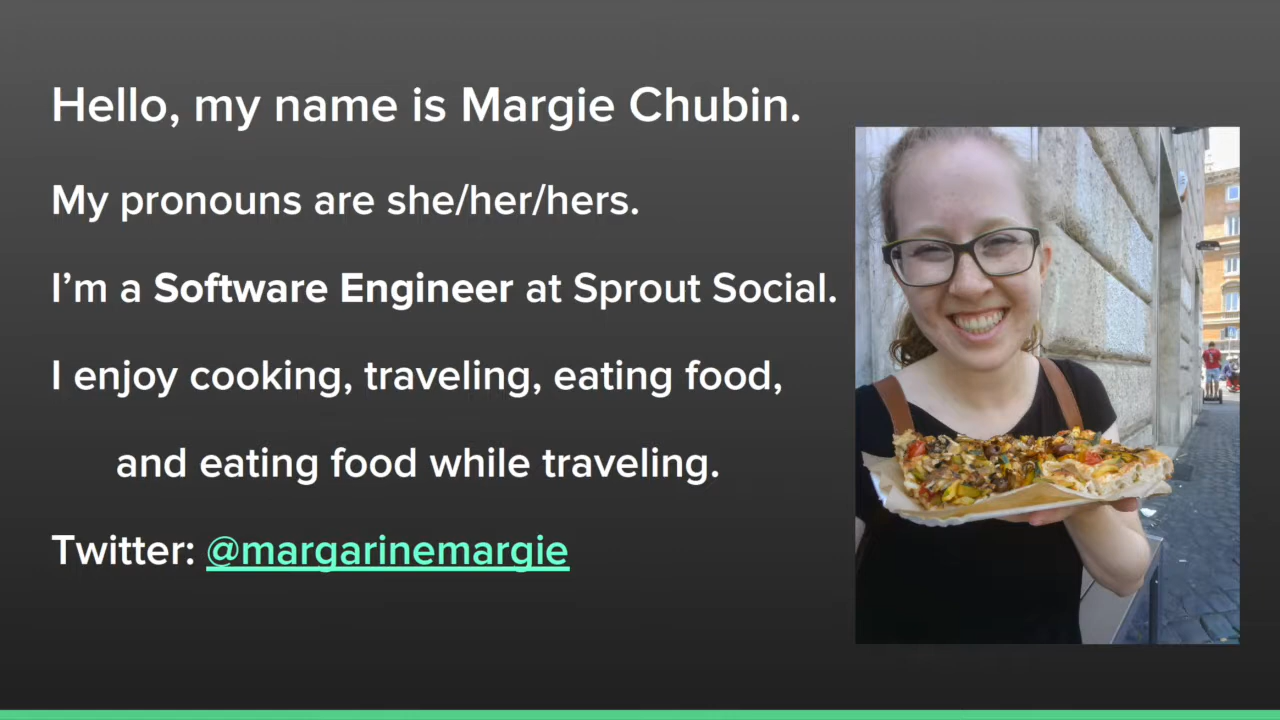 Hello, my name is Margie Chubin.
My pronouns are she/her/hers.
I’m a Software Engineer at Sprout Social.
I enjoy cooking, traveling, eating food,
and eating food while traveling.
Twitter: @margarinemargie